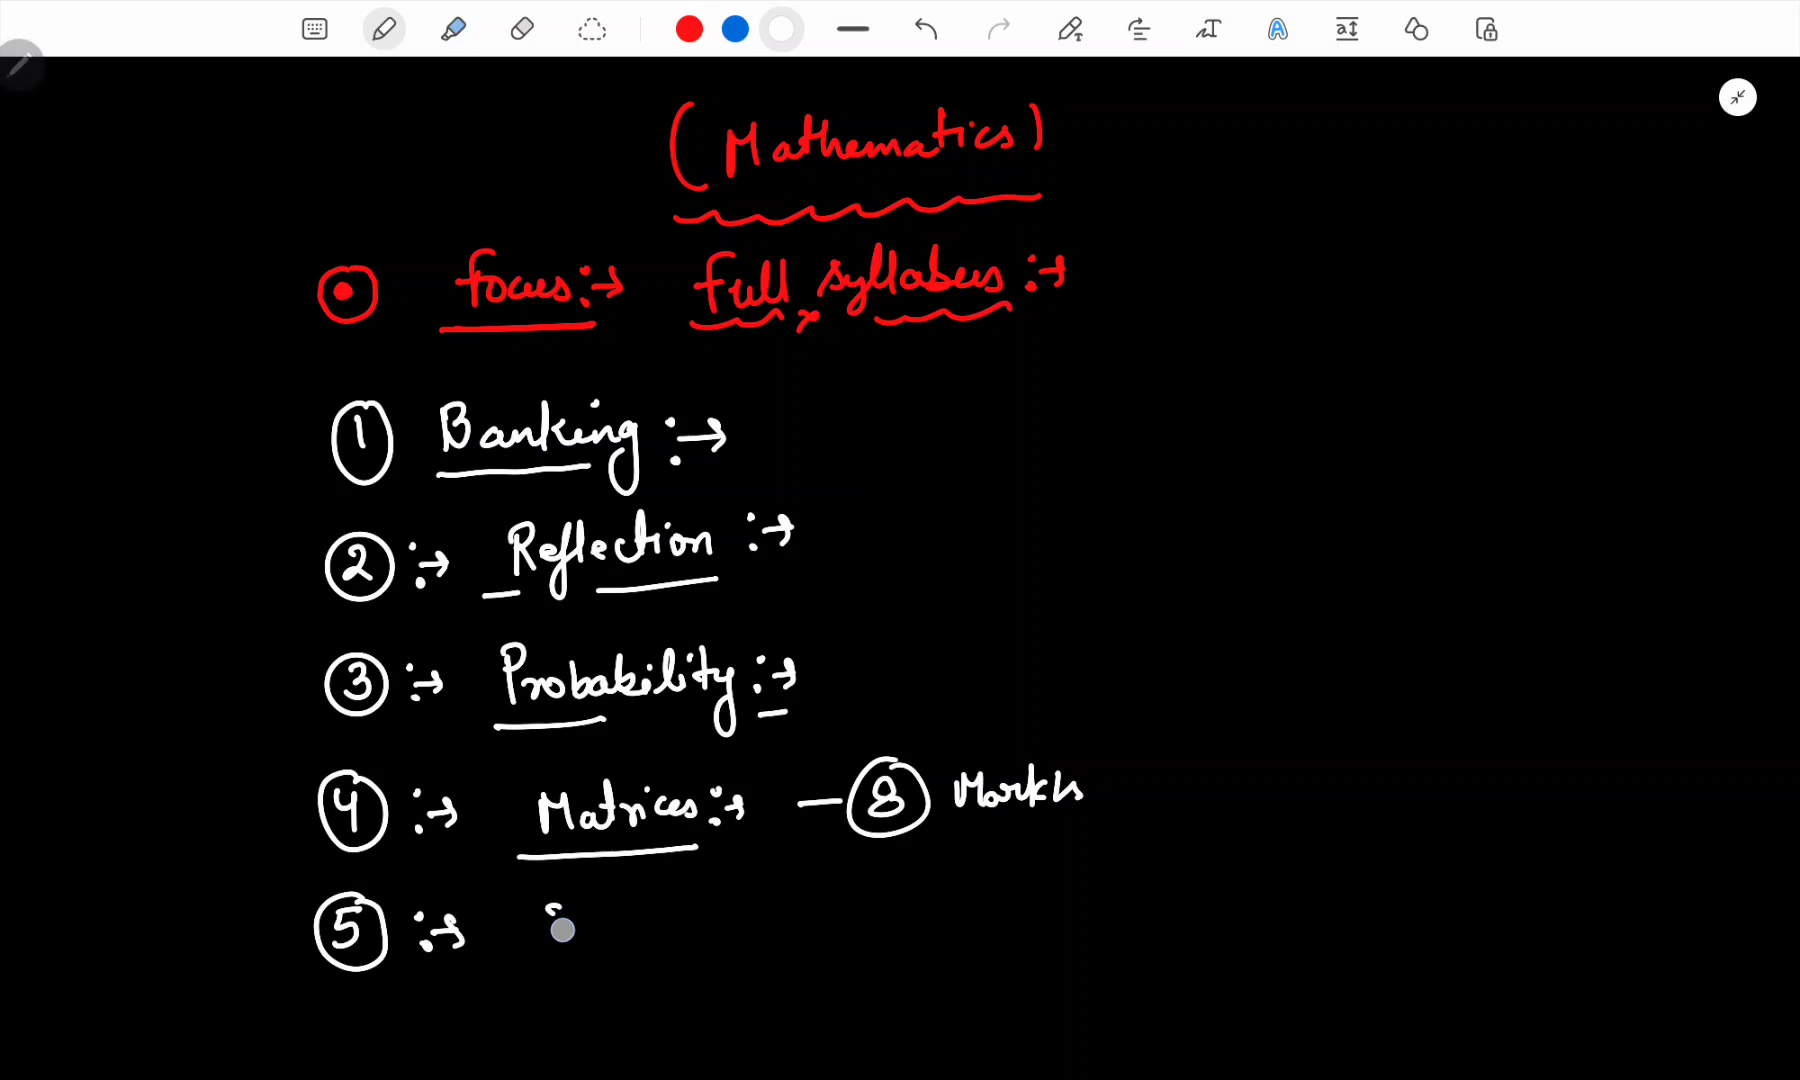 (Mathematics)
⊙ focus :→ full syllabus :→
① Banking :→
② :→ Reflection :→
③ :→ Probability :→
④ :→ Matrices :→ — ⑧ Marks
⑤ :→